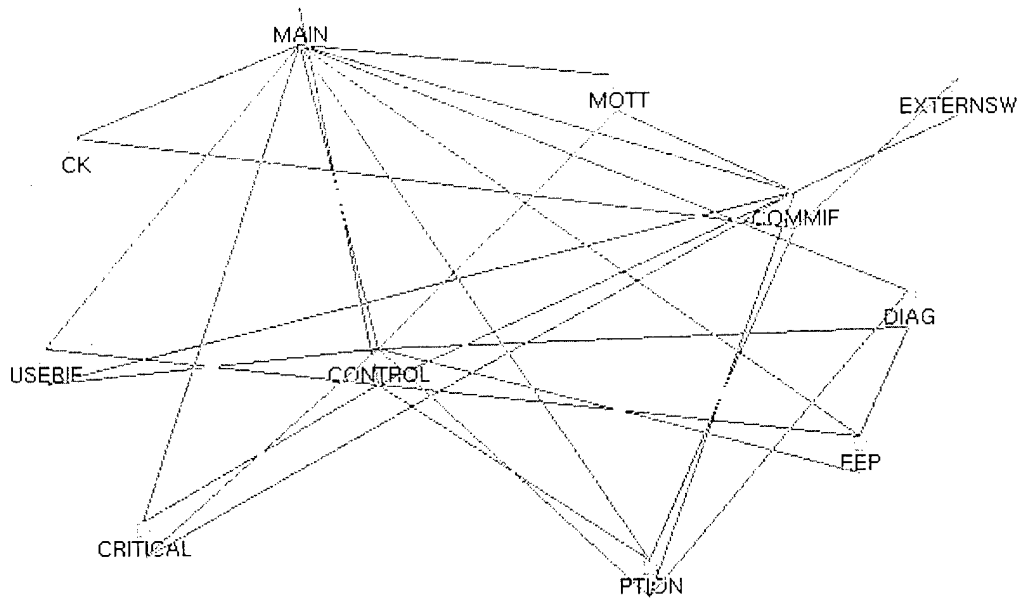 MAIN
MOTT
EXTERNSW
CK
COMMIF
DIAG
USERIF
CONTROL
FEP
CRITICAL
PTION